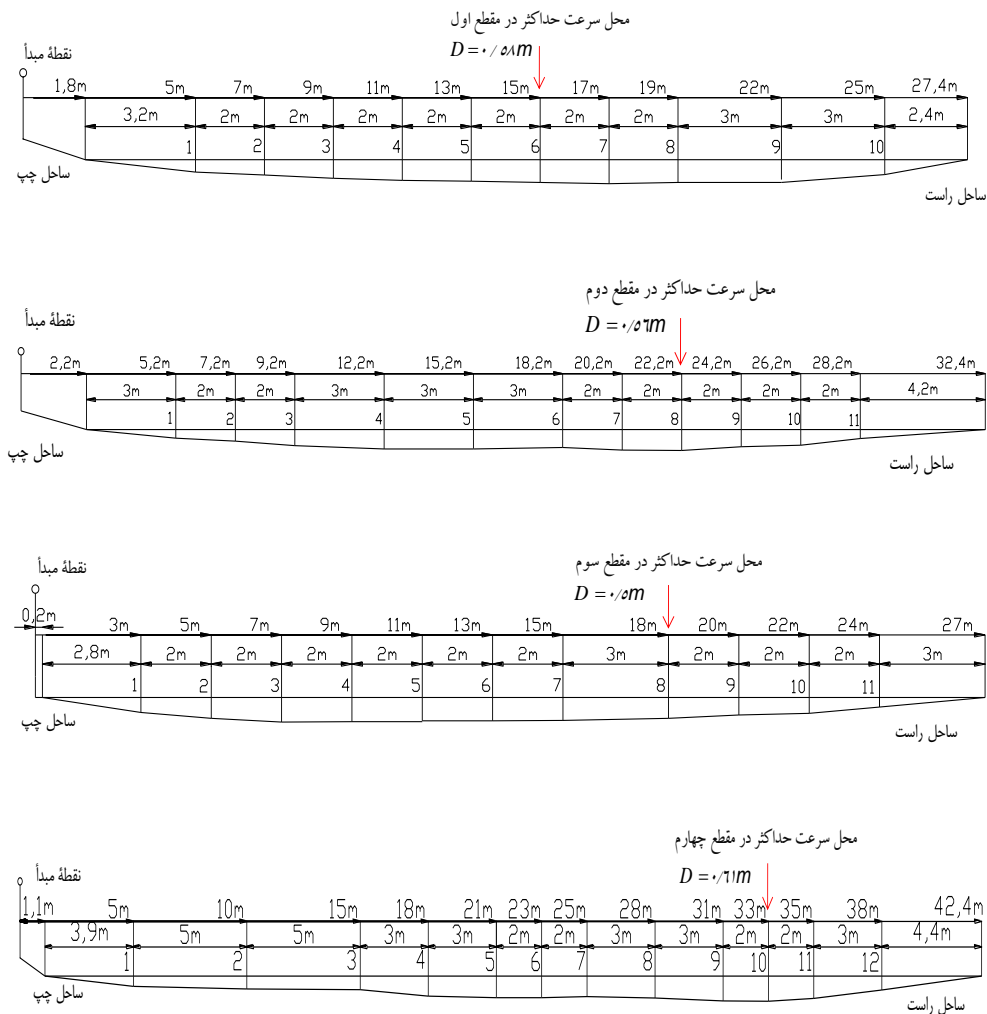 محل سرعت حداکثر در مقطع اول
D = ۰/۵۸m
نقطهٔ مبدأ
1,8m 5m 7m 9m 11m 13m 15m 17m 19m 22m 25m 27,4m
3,2m 2m 2m 2m 2m 2m 2m 2m 3m 3m 2,4m
1 2 3 4 5 6 7 8 9 10
ساحل چپ
ساحل راست
محل سرعت حداکثر در مقطع دوم
D = ۰/۵۶m
نقطهٔ مبدأ
2,2m 5,2m 7,2m 9,2m 12,2m 15,2m 18,2m 20,2m 22,2m 24,2m 26,2m 28,2m 32,4m
3m 2m 2m 3m 3m 3m 2m 2m 2m 2m 2m 4,2m
1 2 3 4 5 6 7 8 9 10 11
ساحل چپ
ساحل راست
محل سرعت حداکثر در مقطع سوم
D = ۰/۵m
نقطهٔ مبدأ
0,2m 3m 5m 7m 9m 11m 13m 15m 18m 20m 22m 24m 27m
2,8m 2m 2m 2m 2m 2m 2m 3m 2m 2m 2m 3m
1 2 3 4 5 6 7 8 9 10 11
ساحل چپ
ساحل راست
محل سرعت حداکثر در مقطع چهارم
D = ۰/۶۱m
نقطهٔ مبدأ
1,1m 5m 10m 15m 18m 21m 23m 25m 28m 31m 33m 35m 38m 42,4m
3,9m 5m 5m 3m 3m 2m 2m 3m 3m 2m 2m 3m 4,4m
1 2 3 4 5 6 7 8 9 10 11 12
ساحل چپ
ساحل راست